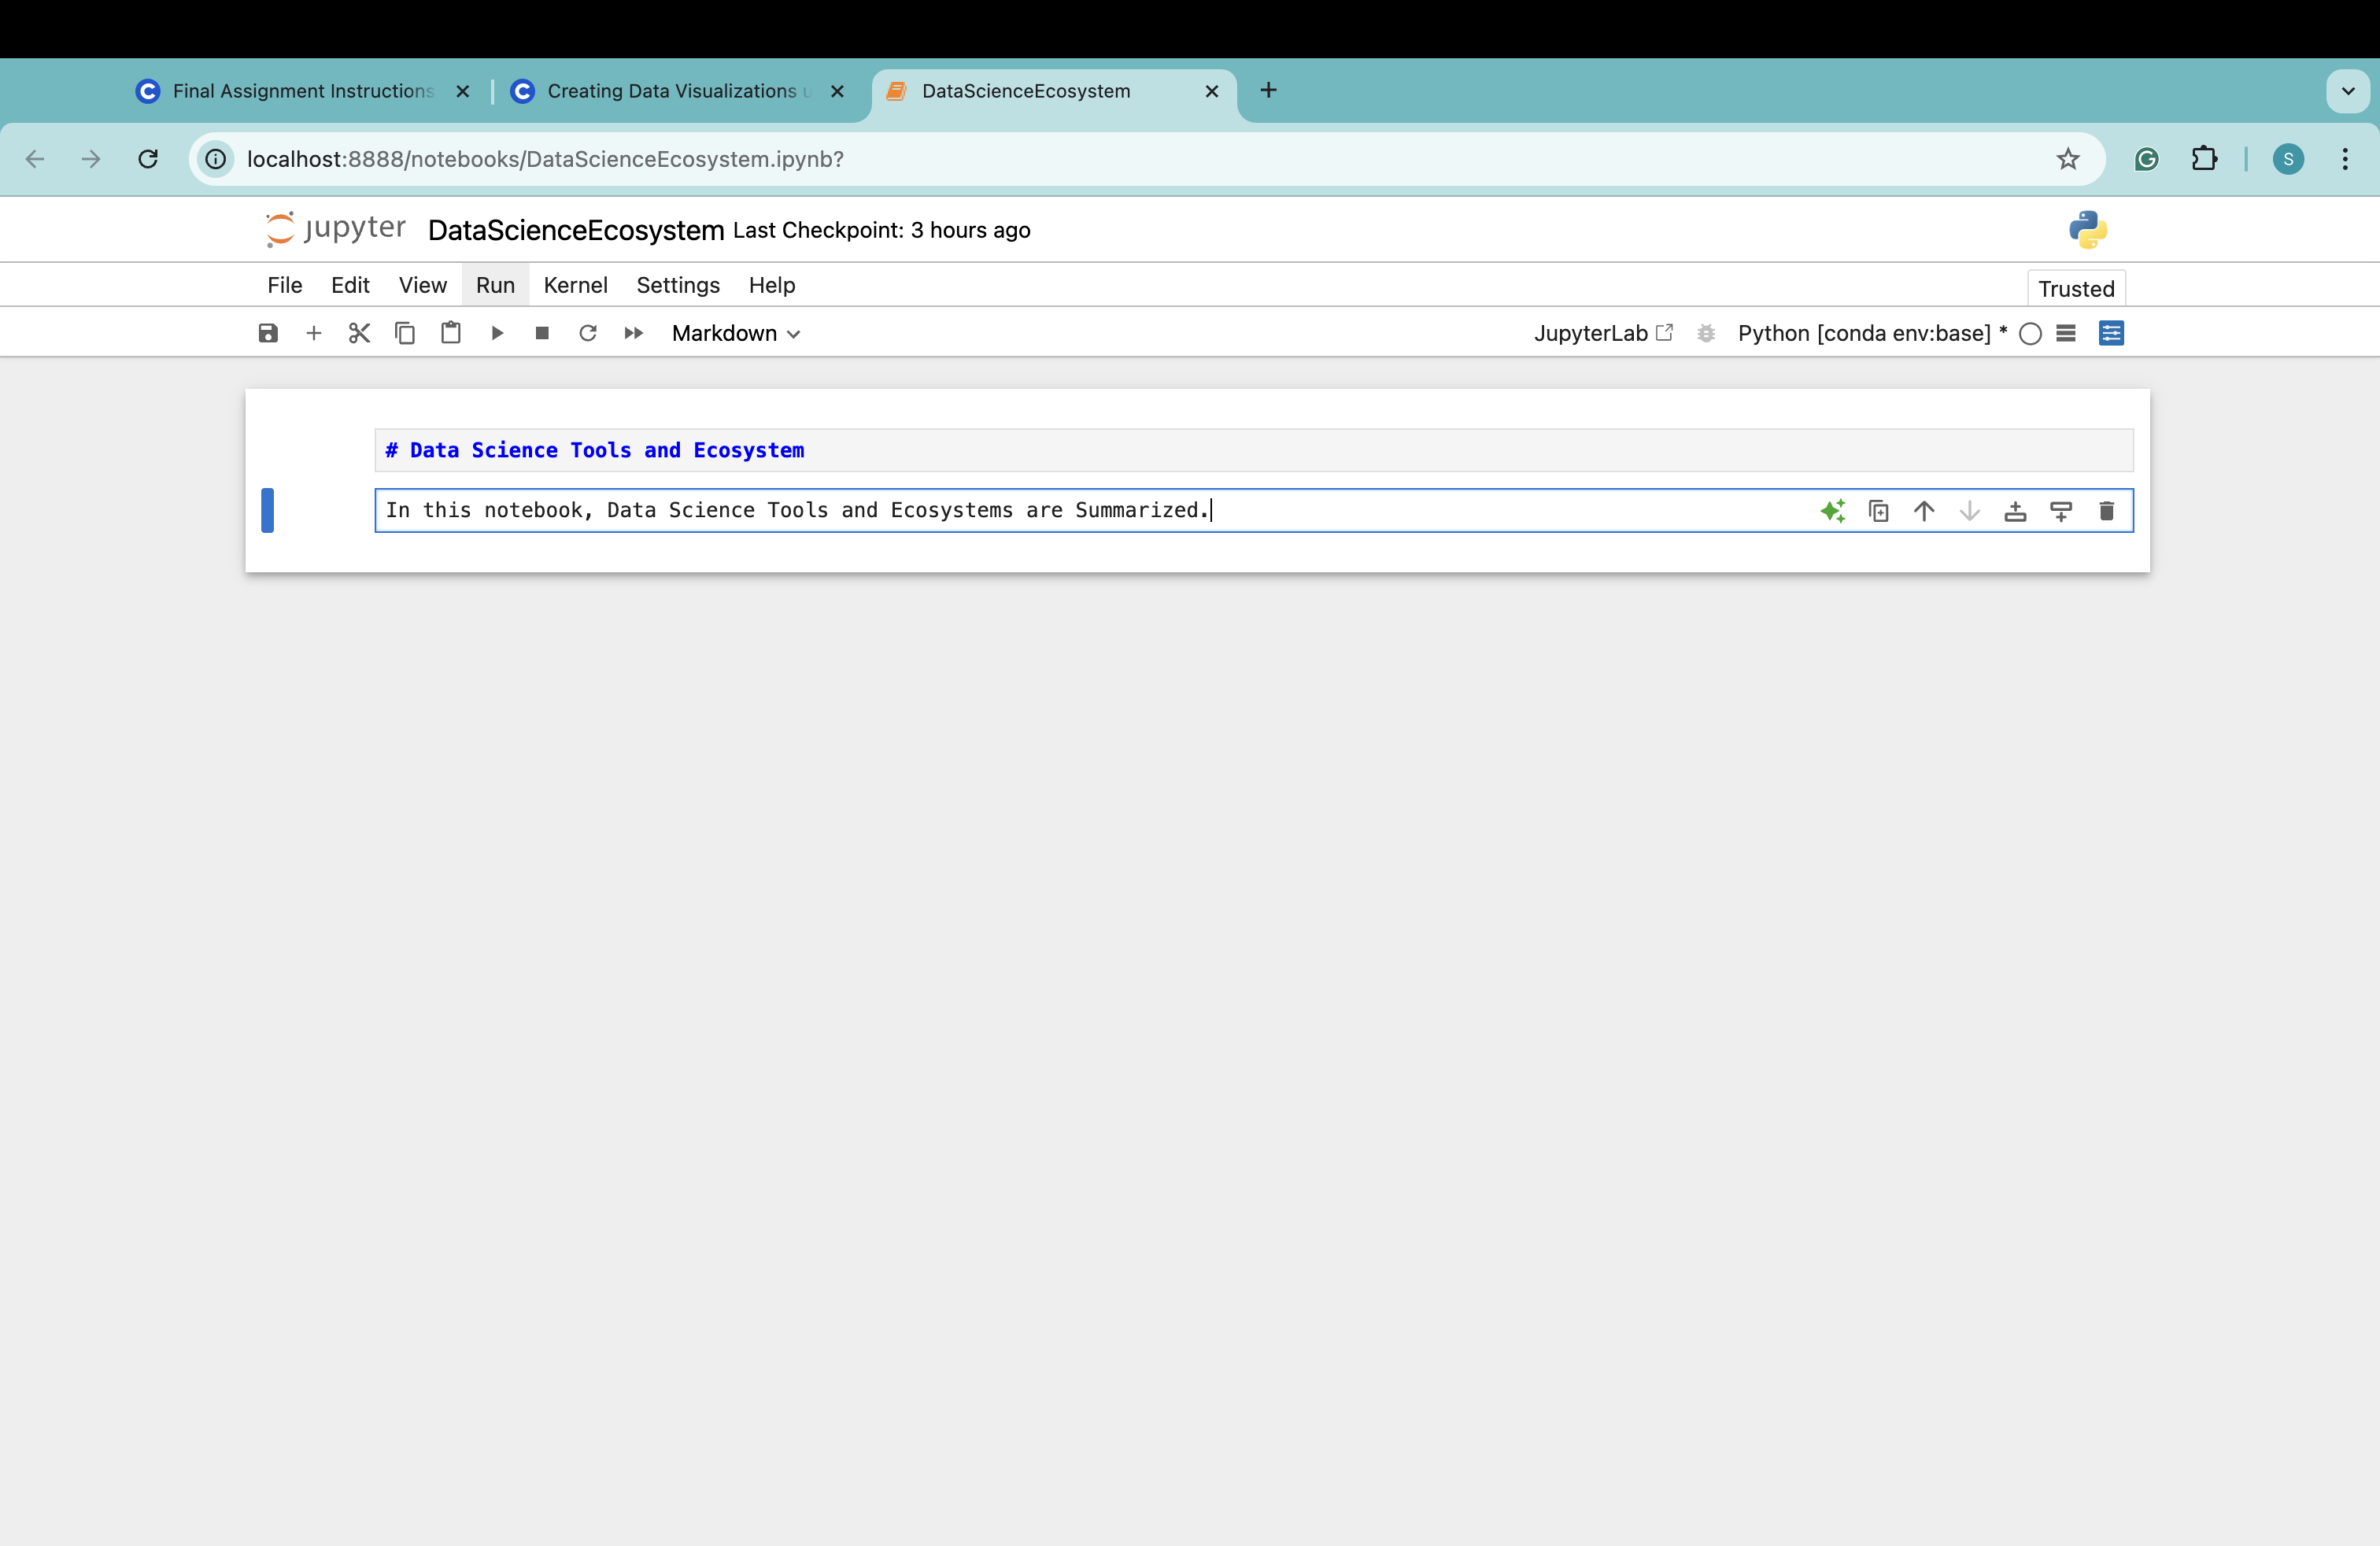 Final Assignment Instructions
Creating Data Visualizations u
DataScienceEcosystem
localhost:8888/notebooks/DataScienceEcosystem.ipynb?
S
jupyter DataScienceEcosystem Last Checkpoint: 3 hours ago
File Edit View Run Kernel Settings Help
Trusted
Markdown
JupyterLab
Python [conda env:base] *
# Data Science Tools and Ecosystem
In this notebook, Data Science Tools and Ecosystems are Summarized.